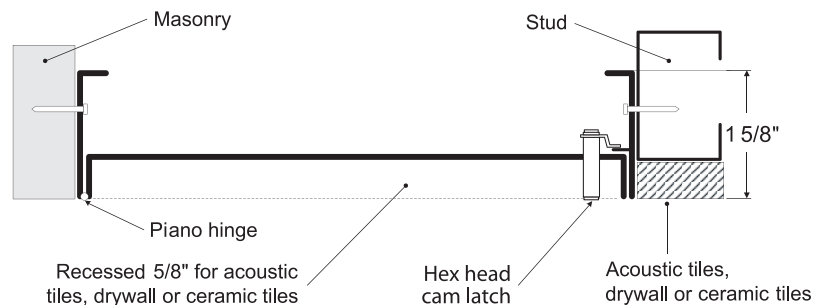 Masonry
Stud
1 5/8"
Piano hinge
Recessed 5/8" for acoustic
tiles, drywall or ceramic tiles
Hex head
cam latch
Acoustic tiles,
drywall or ceramic tiles